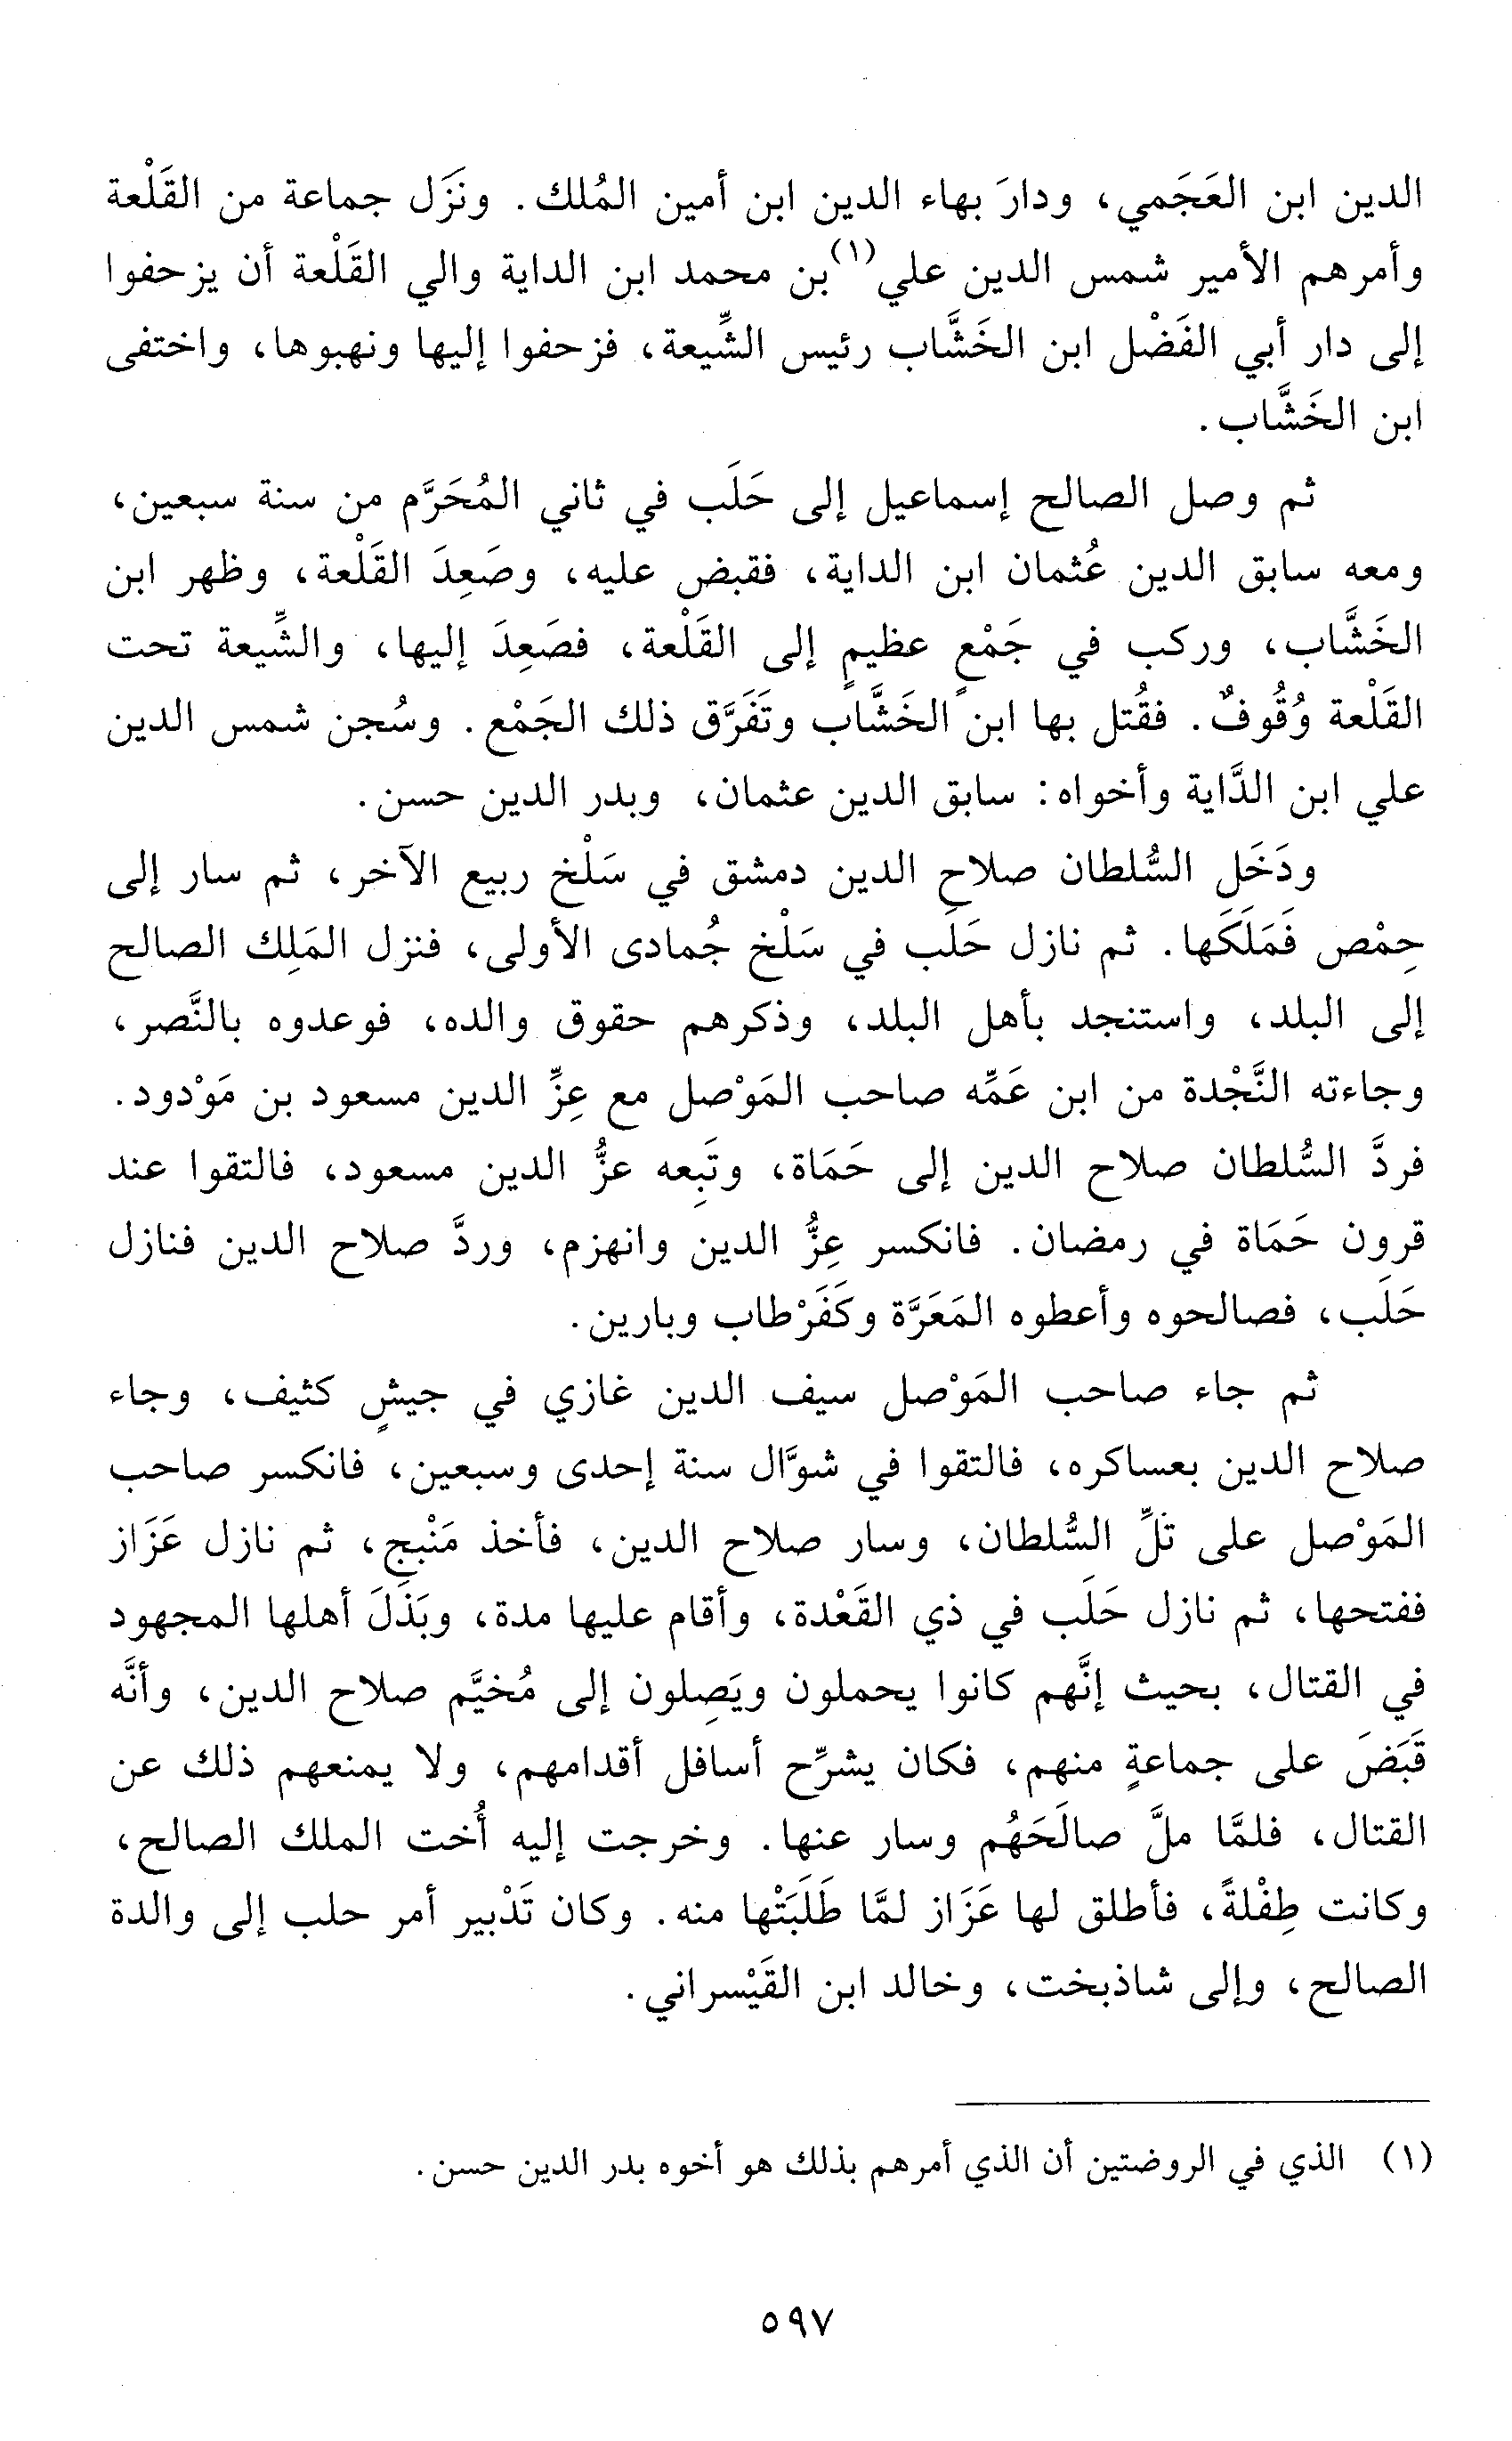 الدين ابن العَجَمي، ودارَ بهاء الدين ابن أمين المُلك. ونَزَل جماعة من القَلْعة
وأمرهم الأمير شمس الدين علي(١) بن محمد ابن الداية والي القَلْعة أن يزحفوا
إلى دار أبي الفَضْل ابن الخَشَّاب رئيس الشِّيعة، فزحفوا إليها ونهبوها، واختفى
ابن الخَشَّاب.
ثم وصل الصالح إسماعيل إلى حَلَب في ثاني المُحَرَّم من سنة سبعين،
ومعه سابق الدين عُثمان ابن الداية، فقبض عليه، وصَعِدَ القَلْعة، وظهر ابن
الخَشَّاب، وركب في جَمْعٍ عظيمٍ إلى القَلْعة، فصَعِدَ إليها، والشِّيعة تحت
القَلْعة وُقُوفٌ. فقُتل بها ابن الخَشَّاب وتَفَرَّق ذلك الجَمْع. وسُجن شمس الدين
علي ابن الدَّاية وأخواه: سابق الدين عثمان، وبدر الدين حسن.
ودَخَل السُّلطان صلاح الدين دمشق في سَلْخ ربيع الآخر، ثم سار إلى
حِمْص فَمَلَكَها. ثم نازل حَلَب في سَلْخ جُمادى الأولى، فنزل المَلِك الصالح
إلى البلد، واستنجد بأهل البلد، وذكرهم حقوق والده، فوعدوه بالنَّصر،
وجاءته النَّجْدة من ابن عَمِّه صاحب المَوْصل مع عِزِّ الدين مسعود بن مَوْدود.
فردَّ السُّلطان صلاح الدين إلى حَمَاة، وتَبِعه عزُّ الدين مسعود، فالتقوا عند
قرون حَمَاة في رمضان. فانكسر عِزُّ الدين وانهزم، وردَّ صلاح الدين فنازل
حَلَب، فصالحوه وأعطوه المَعَرَّة وكَفَرْطاب وبارين.
ثم جاء صاحب المَوْصل سيف الدين غازي في جيشٍ كثيف، وجاء
صلاح الدين بعساكره، فالتقوا في شوَّال سنة إحدى وسبعين، فانكسر صاحب
المَوْصل على تَلِّ السُّلطان، وسار صلاح الدين، فأخذ مَنْبِج، ثم نازل عَزَاز
ففتحها، ثم نازل حَلَب في ذي القَعْدة، وأقام عليها مدة، وبَذَلَ أهلها المجهود
في القتال، بحيث إنَّهم كانوا يحملون ويَصِلون إلى مُخيَّم صلاح الدين، وأنَّه
قَبَضَ على جماعةٍ منهم، فكان يشرِّح أسافل أقدامهم، ولا يمنعهم ذلك عن
القتال، فلمَّا ملَّ صالَحَهُم وسار عنها. وخرجت إليه أُخت الملك الصالح،
وكانت طِفْلةً، فأطلق لها عَزَاز لمَّا طَلَبَتْها منه. وكان تَدْبير أمر حلب إلى والدة
الصالح، وإلى شاذبخت، وخالد ابن القَيْسراني.
(١) الذي في الروضتين أن الذي أمرهم بذلك هو أخوه بدر الدين حسن.
٥٩٧